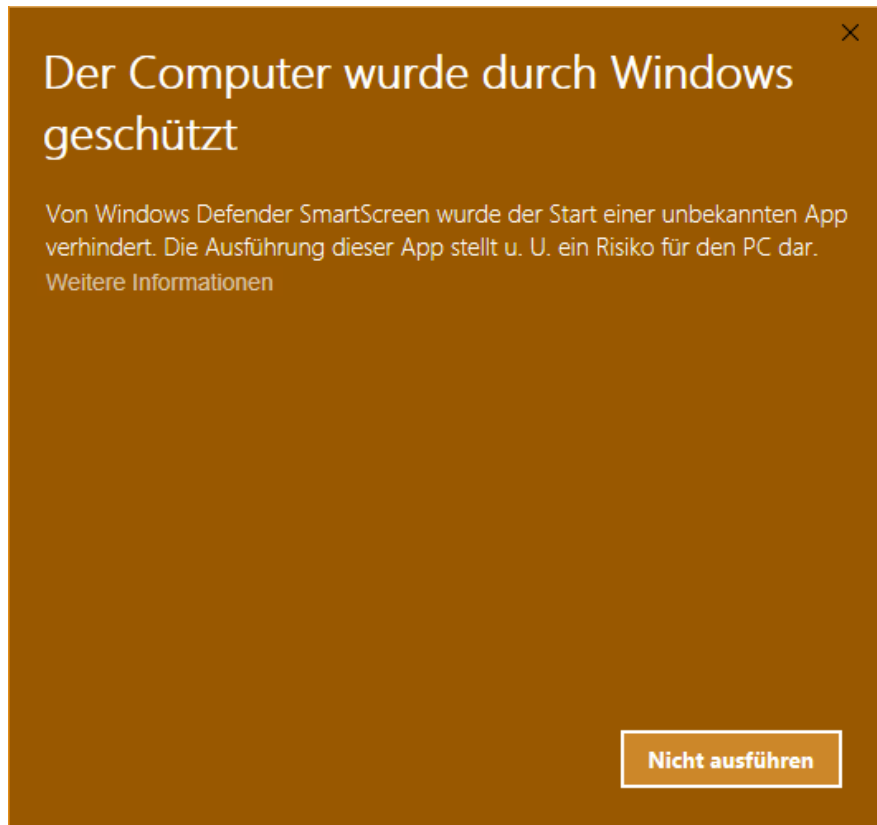 Der Computer wurde durch Windows
geschützt
Von Windows Defender SmartScreen wurde der Start einer unbekannten App
verhindert. Die Ausführung dieser App stellt u. U. ein Risiko für den PC dar.
Weitere Informationen
Nicht ausführen